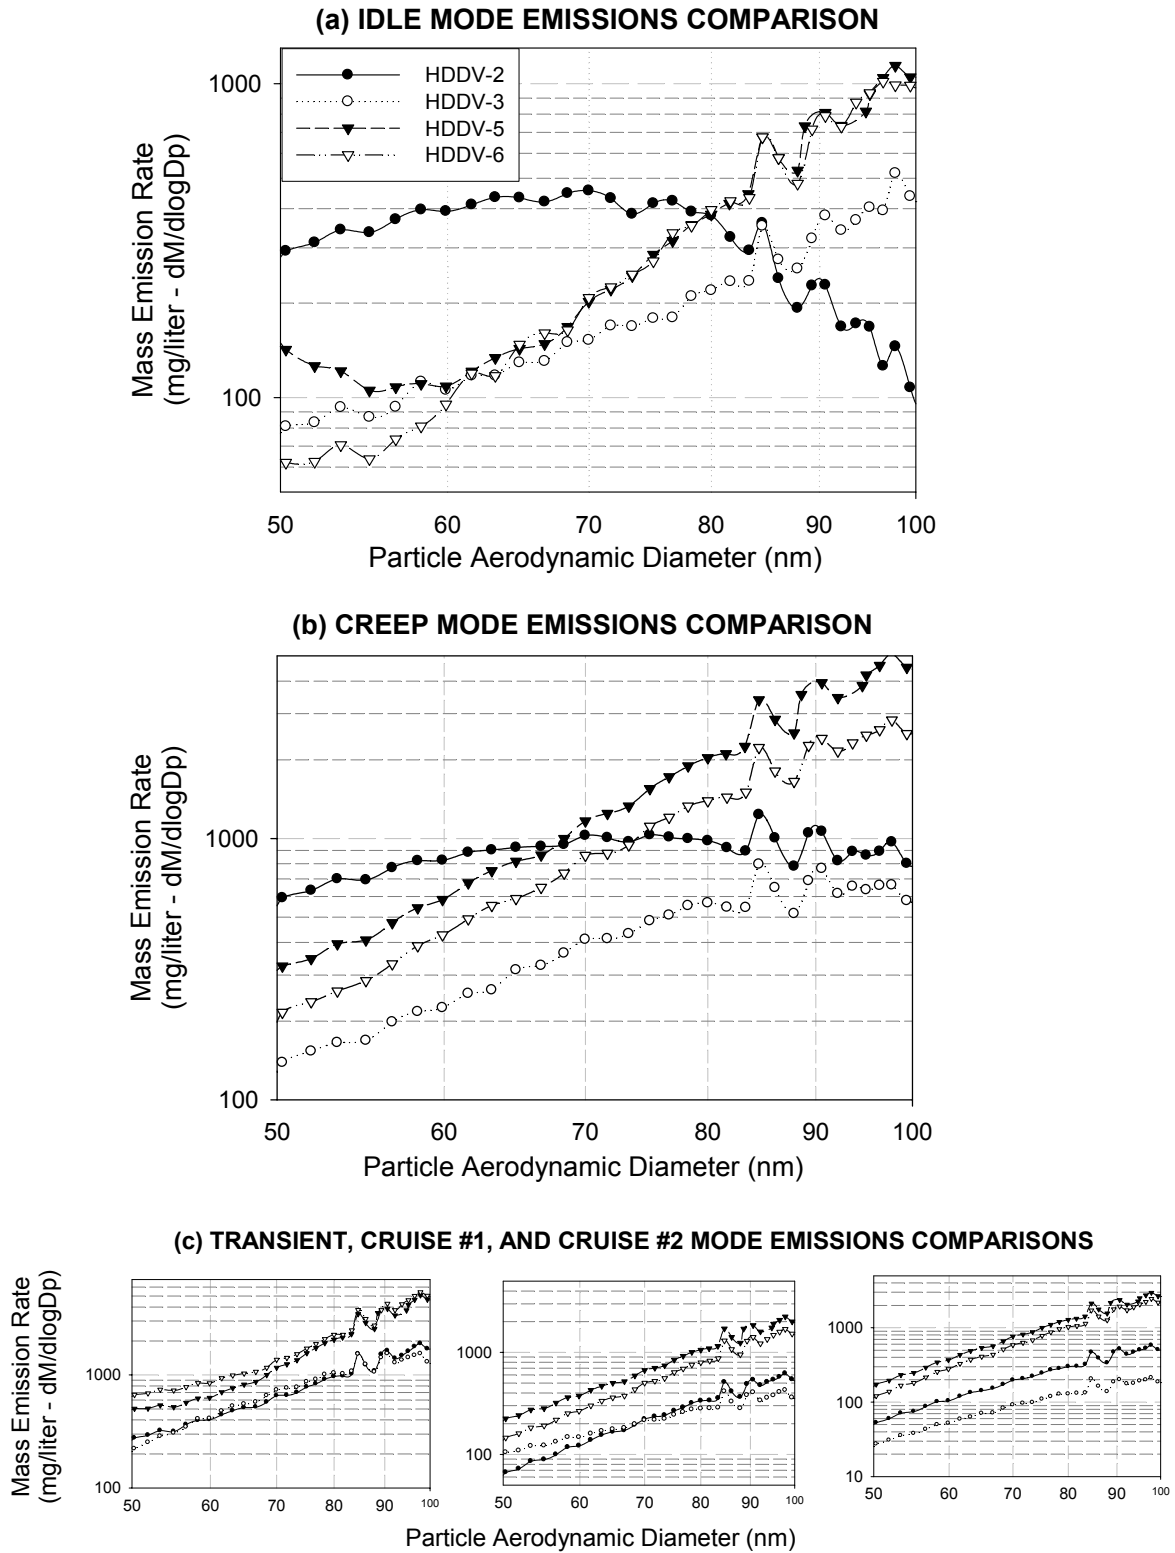 (a) IDLE MODE EMISSIONS COMPARISON
HDDV-2
HDDV-3
HDDV-5
HDDV-6
1000
100
Mass Emission Rate
(mg/liter - dM/dlogDp)
50 60 70 80 90 100
Particle Aerodynamic Diameter (nm)
(b) CREEP MODE EMISSIONS COMPARISON
1000
100
Mass Emission Rate
(mg/liter - dM/dlogDp)
50 60 70 80 90 100
Particle Aerodynamic Diameter (nm)
(c) TRANSIENT, CRUISE #1, AND CRUISE #2 MODE EMISSIONS COMPARISONS
Mass Emission Rate
(mg/liter - dM/dlogDp)
1000
100
50 60 70 80 90 100
1000
100
50 60 70 80 90 100
1000
100
10
50 60 70 80 90 100
Particle Aerodynamic Diameter (nm)